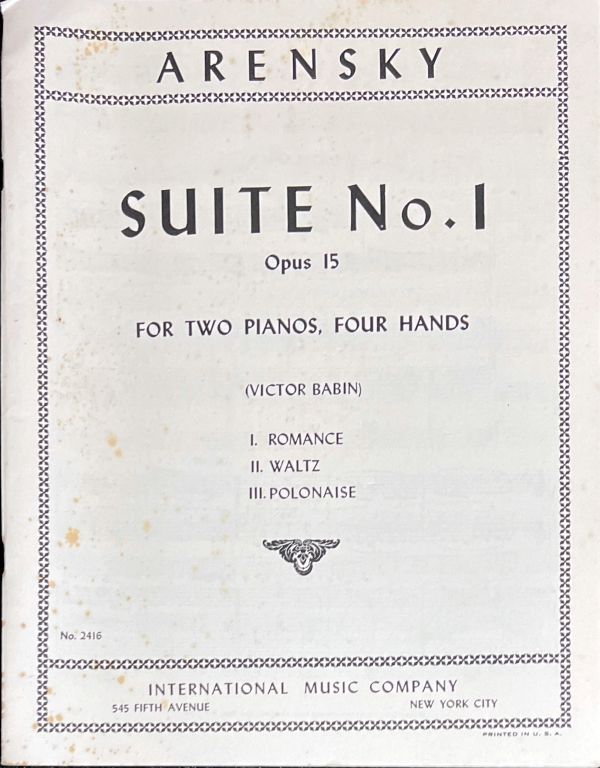 ARENSKY
SUITE No. 1
Opus 15
FOR TWO PIANOS, FOUR HANDS
(VICTOR BABIN)
I. ROMANCE
II. WALTZ
III. POLONAISE
No. 2416
INTERNATIONAL MUSIC COMPANY
545 FIFTH AVENUE NEW YORK CITY
PRINTED IN U. S. A.